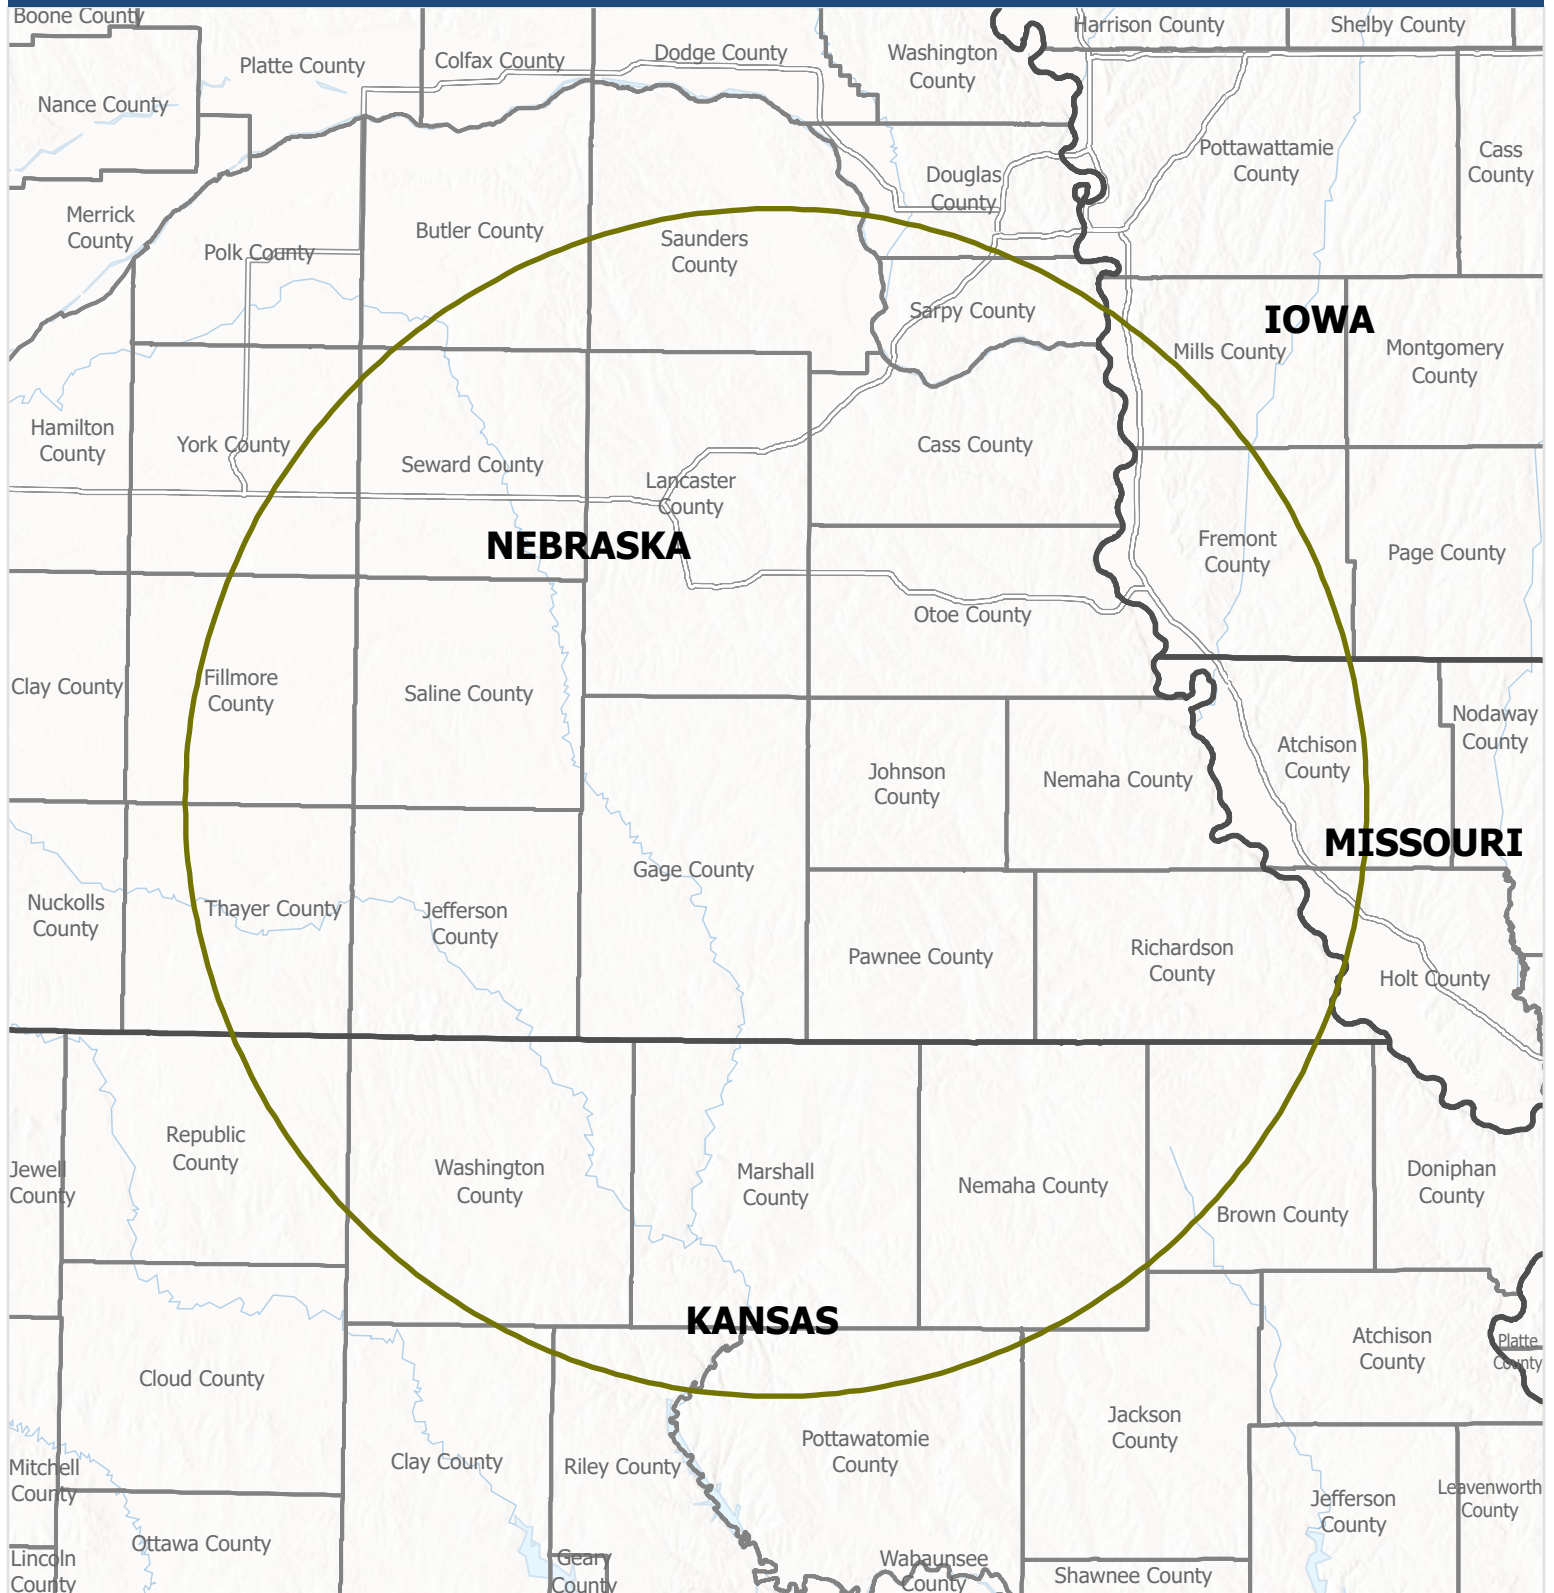 Boone County
Harrison County
Shelby County
Platte County
Colfax County
Dodge County
Washington
County
Nance County
Pottawattamie
County
Cass
County
Douglas
County
Merrick
County
Polk County
Butler County
Saunders
County
Sarpy County
IOWA
Mills County
Montgomery
County
Hamilton
County
York County
Seward County
Lancaster
County
Cass County
NEBRASKA
Fremont
County
Page County
Otoe County
Clay County
Fillmore
County
Saline County
Nodaway
County
Johnson
County
Nemaha County
Atchison
County
MISSOURI
Gage County
Nuckolls
County
Thayer County
Jefferson
County
Pawnee County
Richardson
County
Holt County
Republic
County
Jewell
County
Washington
County
Marshall
County
Nemaha County
Brown County
Doniphan
County
KANSAS
Cloud County
Atchison
County
Platte
County
Jackson
County
Clay County
Riley County
Pottawatomie
County
Mitchell
County
Jefferson
County
Leavenworth
County
Ottawa County
Lincoln
County
Geary
County
Wabaunsee
County
Shawnee County